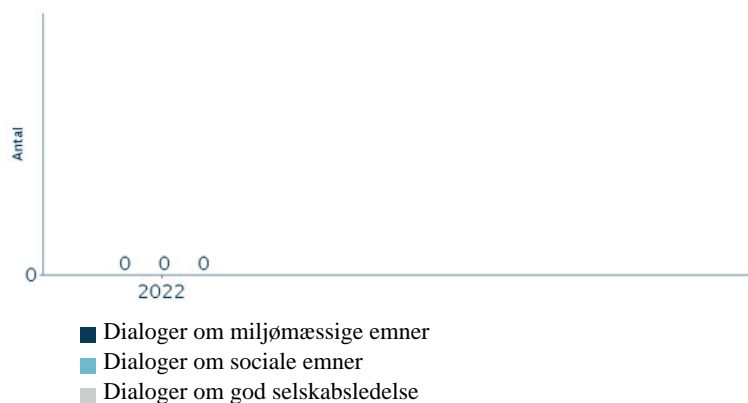 Antal
0 0 0
0
2022
Dialoger om miljømæssige emner
Dialoger om sociale emner
Dialoger om god selskabsledelse